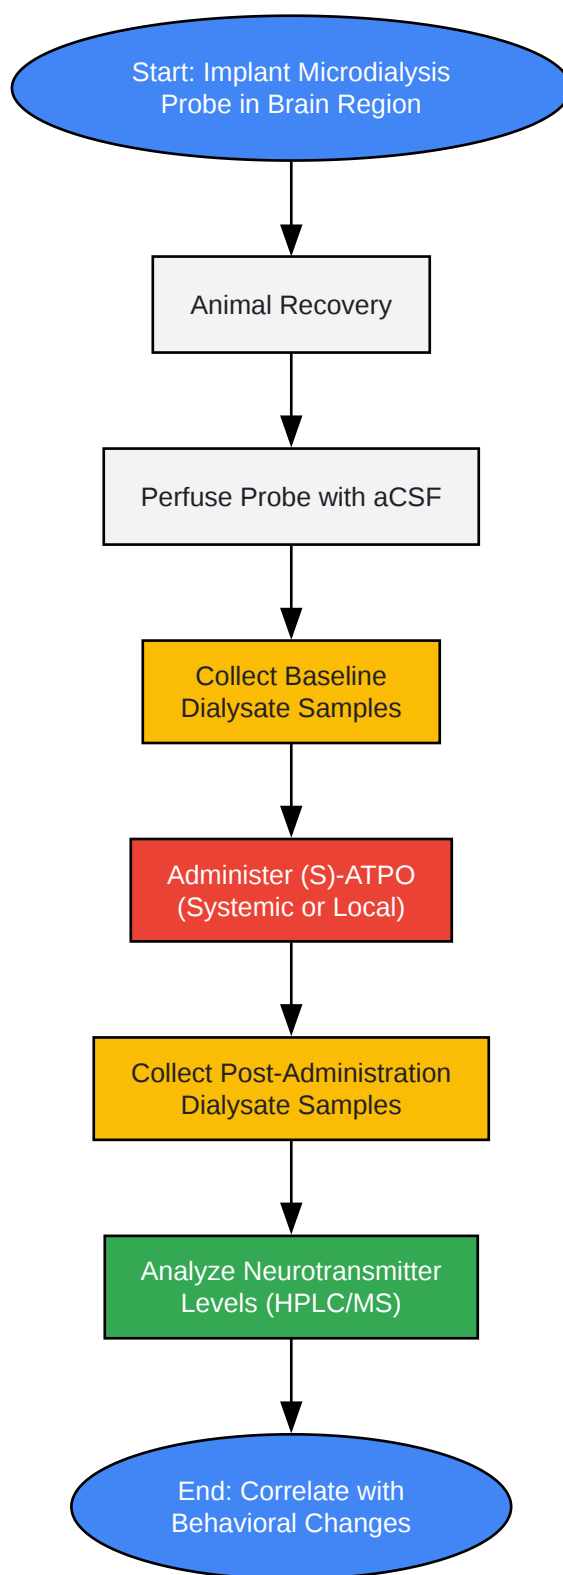 Start: Implant Microdialysis
Probe in Brain Region
Animal Recovery
Perfuse Probe with aCSF
Collect Baseline
Dialysate Samples
Administer (S)-ATPO
(Systemic or Local)
Collect Post-Administration
Dialysate Samples
Analyze Neurotransmitter
Levels (HPLC/MS)
End: Correlate with
Behavioral Changes